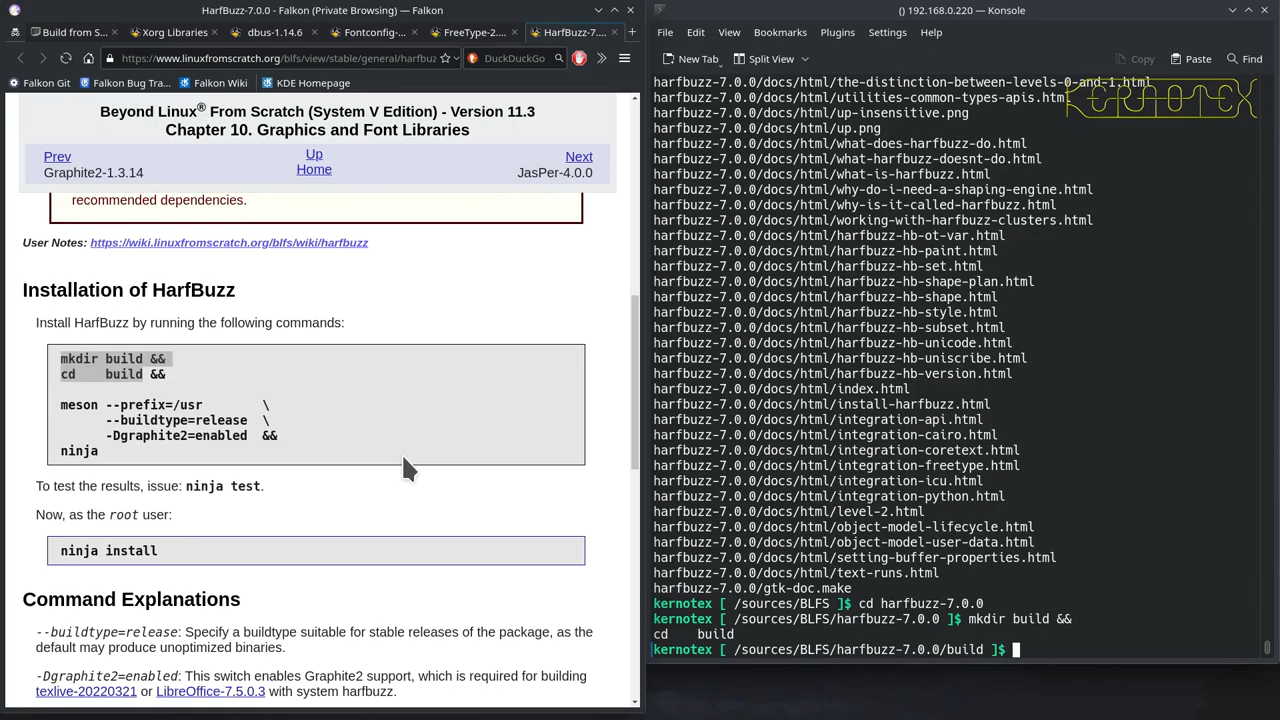 HarfBuzz-7.0.0 - Falkon (Private Browsing) — Falkon
Build from S...
Xorg Libraries
dbus-1.14.6
Fontconfig-...
FreeType-2....
HarfBuzz-7....
https://www.linuxfromscratch.org/blfs/view/stable/general/harfbuz
DuckDuckGo
Falkon Git
Falkon Bug Tra...
Falkon Wiki
KDE Homepage
Beyond Linux® From Scratch (System V Edition) - Version 11.3
Chapter 10. Graphics and Font Libraries
Prev
Up
Next
Graphite2-1.3.14
Home
JasPer-4.0.0
recommended dependencies.
User Notes: https://wiki.linuxfromscratch.org/blfs/wiki/harfbuzz
Installation of HarfBuzz
Install HarfBuzz by running the following commands:
mkdir build &&
cd    build &&
meson --prefix=/usr        \
      --buildtype=release  \
      -Dgraphite2=enabled  &&
ninja
To test the results, issue: ninja test.
Now, as the root user:
ninja install
Command Explanations
--buildtype=release: Specify a buildtype suitable for stable releases of the package, as the
default may produce unoptimized binaries.
-Dgraphite2=enabled: This switch enables Graphite2 support, which is required for building
texlive-20220321 or LibreOffice-7.5.0.3 with system harfbuzz.
() 192.168.0.220 — Konsole
File Edit View Bookmarks Plugins Settings Help
New Tab
Split View
Copy
Paste
Find
KERNOTEX
harfbuzz-7.0.0/docs/html/the-distinction-between-levels-0-and-1.html
harfbuzz-7.0.0/docs/html/utilities-common-types-apis.html
harfbuzz-7.0.0/docs/html/up-insensitive.png
harfbuzz-7.0.0/docs/html/up.png
harfbuzz-7.0.0/docs/html/what-does-harfbuzz-do.html
harfbuzz-7.0.0/docs/html/what-harfbuzz-doesnt-do.html
harfbuzz-7.0.0/docs/html/what-is-harfbuzz.html
harfbuzz-7.0.0/docs/html/why-do-i-need-a-shaping-engine.html
harfbuzz-7.0.0/docs/html/why-is-it-called-harfbuzz.html
harfbuzz-7.0.0/docs/html/working-with-harfbuzz-clusters.html
harfbuzz-7.0.0/docs/html/harfbuzz-hb-ot-var.html
harfbuzz-7.0.0/docs/html/harfbuzz-hb-paint.html
harfbuzz-7.0.0/docs/html/harfbuzz-hb-set.html
harfbuzz-7.0.0/docs/html/harfbuzz-hb-shape-plan.html
harfbuzz-7.0.0/docs/html/harfbuzz-hb-shape.html
harfbuzz-7.0.0/docs/html/harfbuzz-hb-style.html
harfbuzz-7.0.0/docs/html/harfbuzz-hb-subset.html
harfbuzz-7.0.0/docs/html/harfbuzz-hb-unicode.html
harfbuzz-7.0.0/docs/html/harfbuzz-hb-uniscribe.html
harfbuzz-7.0.0/docs/html/harfbuzz-hb-version.html
harfbuzz-7.0.0/docs/html/index.html
harfbuzz-7.0.0/docs/html/install-harfbuzz.html
harfbuzz-7.0.0/docs/html/integration-api.html
harfbuzz-7.0.0/docs/html/integration-cairo.html
harfbuzz-7.0.0/docs/html/integration-coretext.html
harfbuzz-7.0.0/docs/html/integration-freetype.html
harfbuzz-7.0.0/docs/html/integration-icu.html
harfbuzz-7.0.0/docs/html/integration-python.html
harfbuzz-7.0.0/docs/html/level-2.html
harfbuzz-7.0.0/docs/html/object-model-lifecycle.html
harfbuzz-7.0.0/docs/html/object-model-user-data.html
harfbuzz-7.0.0/docs/html/setting-buffer-properties.html
harfbuzz-7.0.0/docs/html/text-runs.html
harfbuzz-7.0.0/gtk-doc.make
kernotex [ /sources/BLFS ]$ cd harfbuzz-7.0.0
kernotex [ /sources/BLFS/harfbuzz-7.0.0 ]$ mkdir build &&
cd    build
kernotex [ /sources/BLFS/harfbuzz-7.0.0/build ]$